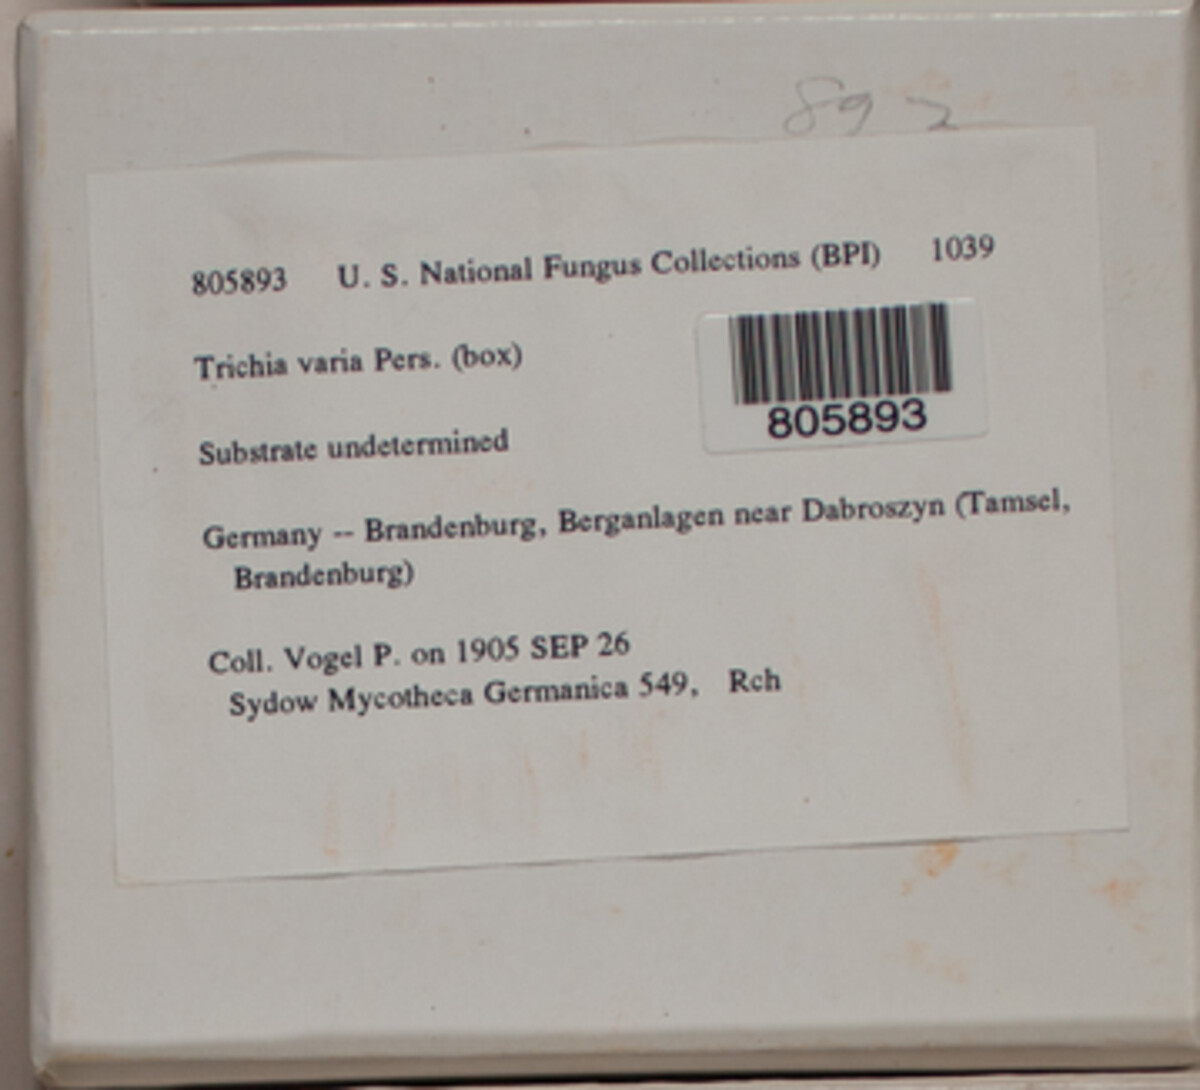 892
805893 U. S. National Fungus Collections (BPI) 1039
Trichia varia Pers. (box)
805893
Substrate undetermined
Germany -- Brandenburg, Berganlagen near Dabroszyn (Tamsel,
Brandenburg)
Coll. Vogel P. on 1905 SEP 26
Sydow Mycotheca Germanica 549, Rch